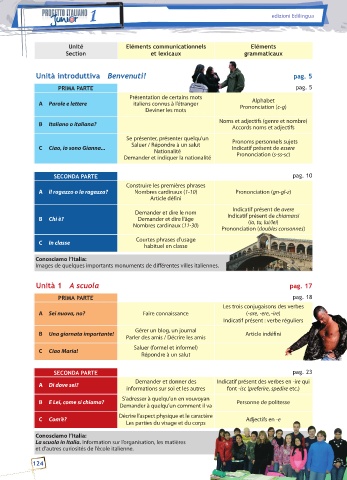 PROGETTO ITALIANO
Junior 1
edizioni Edilingua
Unité
Section
Eléments communicationnels
et lexicaux
Eléments
grammaticaux
Unità introduttiva Benvenuti!
pag. 5
PRIMA PARTE
pag. 5
A Parole e lettere
Présentation de certains mots
italiens connus à l'étranger
Deviner les mots
Alphabet
Prononciation (c-g)
B Italiano o italiana?
Noms et adjectifs (genre et nombre)
Accords noms et adjectifs
C Ciao, io sono Gianna...
Se présenter, présenter quelqu'un
Saluer / Répondre à un salut
Nationalité
Demander et indiquer la nationalité
Pronoms personnels sujets
Indicatif présent de essere
Prononciation (s-ss-sc)
SECONDA PARTE
pag. 10
A Il ragazzo o la ragazza?
Construire les premières phrases
Nombres cardinaux (1-10)
Article défini
Prononciation (gn-gl-z)
B Chi è?
Demander et dire le nom
Demander et dire l'âge
Nombres cardinaux (11-30)
Indicatif présent de avere
Indicatif présent de chiamarsi
(io, tu, lui/lei)
Prononciation (doubles consonnes)
C In classe
Courtes phrases d'usage
habituel en classe
Conosciamo l'Italia:
Images de quelques importants monuments de différentes villes italiennes.
Unità 1 A scuola
pag. 17
PRIMA PARTE
pag. 18
A Sei nuova, no?
Faire connaissance
Les trois conjugaisons des verbes
(-are, -ere, -ire)
Indicatif présent : verbe réguliers
B Una giornata importante!
Gérer un blog, un journal
Parler des amis / Décrire les amis
Article indéfini
C Ciao Maria!
Saluer (formel et informel)
Répondre à un salut
SECONDA PARTE
pag. 23
A Di dove sei?
Demander et donner des
informations sur soi et les autres
Indicatif présent des verbes en -ire qui
font -isc (preferire, spedire etc.)
B E Lei, come si chiama?
S'adresser à quelqu'un en vouvoyant
Demander à quelqu'un comment il va
Personne de politesse
C Com'è?
Décrire l'aspect physique et le caractère
Les parties du visage et du corps
Adjectifs en -e
Conosciamo l'Italia:
La scuola in Italia. Information sur l'organisation, les matières
et d'autres curiosités de l'école italienne.
124